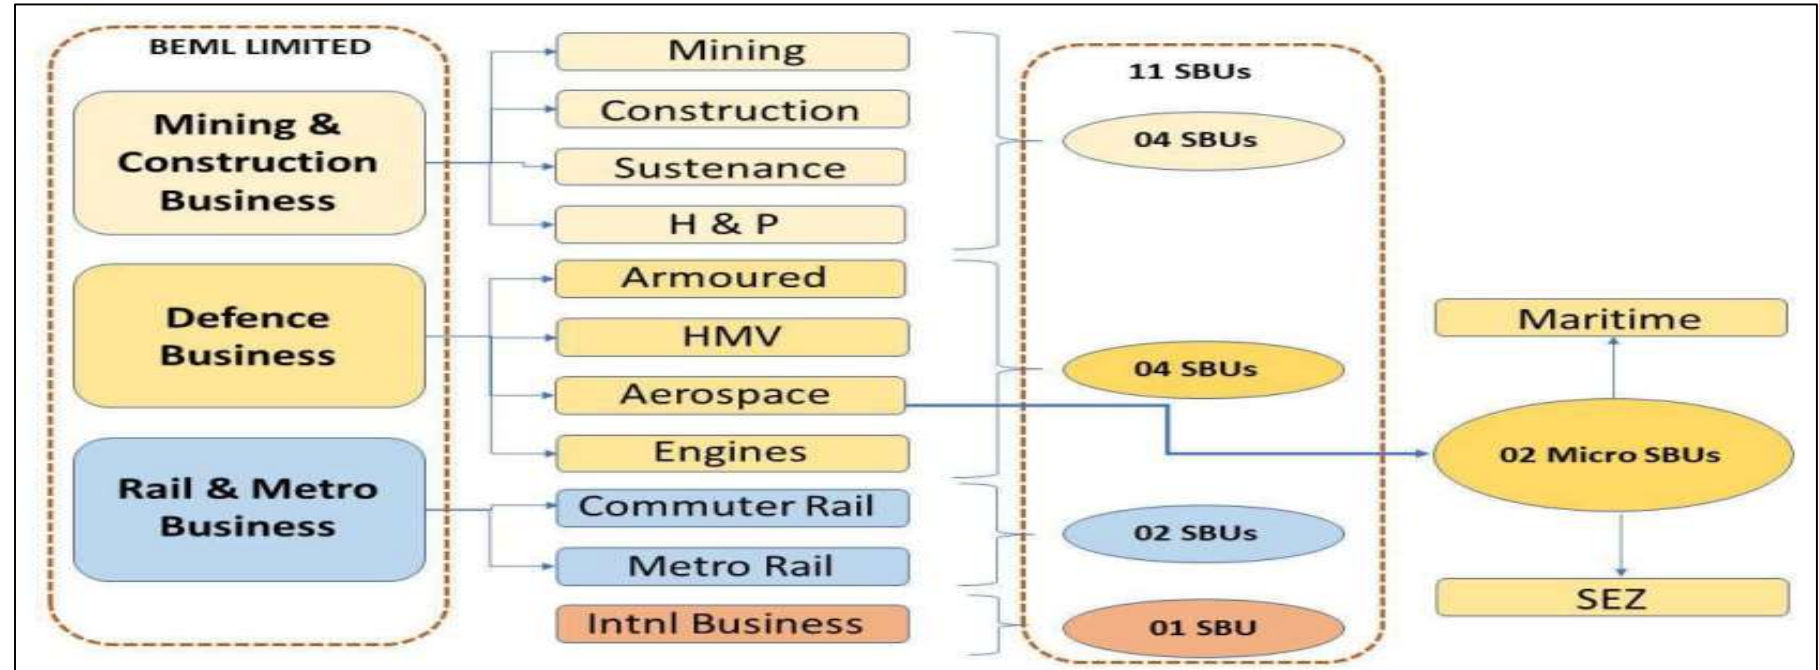 BEML LIMITED
Mining &
Construction
Business
Defence
Business
Rail & Metro
Business
Mining
Construction
Sustenance
H & P
Armoured
HMV
Aerospace
Engines
Commuter Rail
Metro Rail
Intnl Business
11 SBUs
04 SBUs
04 SBUs
02 SBUs
01 SBU
Maritime
02 Micro SBUs
SEZ